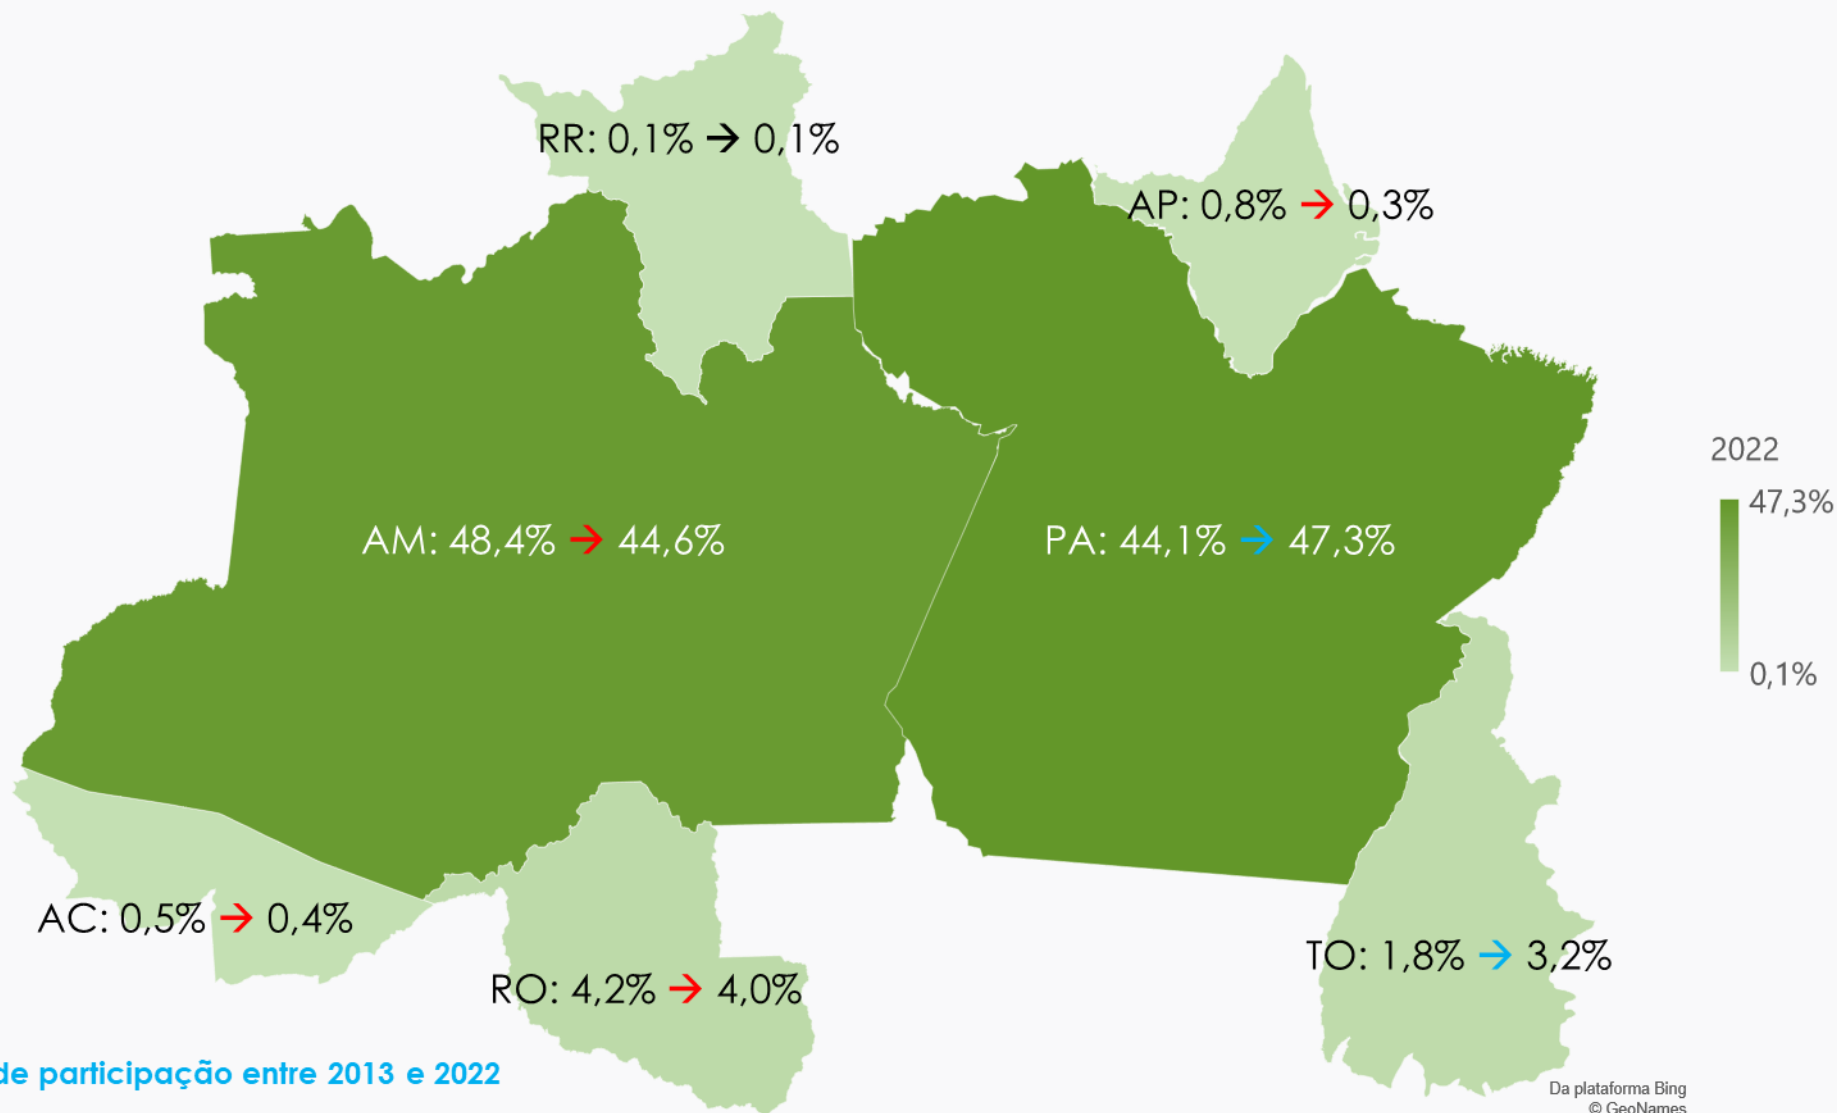 RR: 0,1% → 0,1%
AP: 0,8% → 0,3%
2022
47,3%
0,1%
AM: 48,4% → 44,6%
PA: 44,1% → 47,3%
AC: 0,5% → 0,4%
TO: 1,8% → 3,2%
RO: 4,2% → 4,0%
de participação entre 2013 e 2022
Da plataforma Bing
© GeoNames